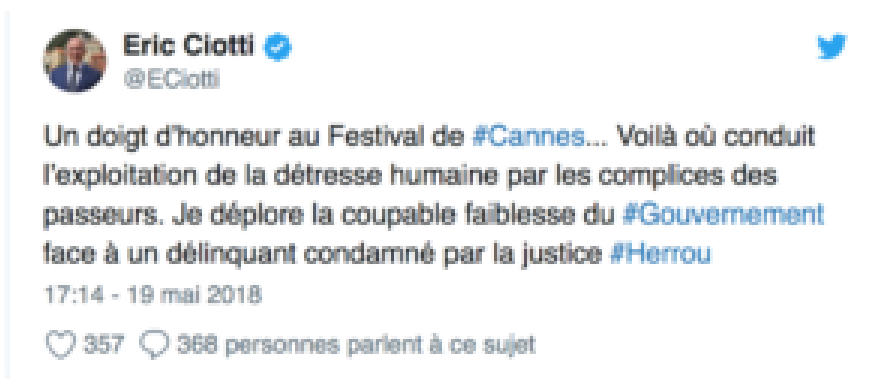 Eric Ciotti
@ECiotti
Un doigt d'honneur au Festival de #Cannes... Voilà où conduit
l'exploitation de la détresse humaine par les complices des
passeurs. Je déplore la coupable faiblesse du #Gouvernement
face à un délinquant condamné par la justice #Herrou
17:14 - 19 mai 2018
357 368 personnes parlent à ce sujet